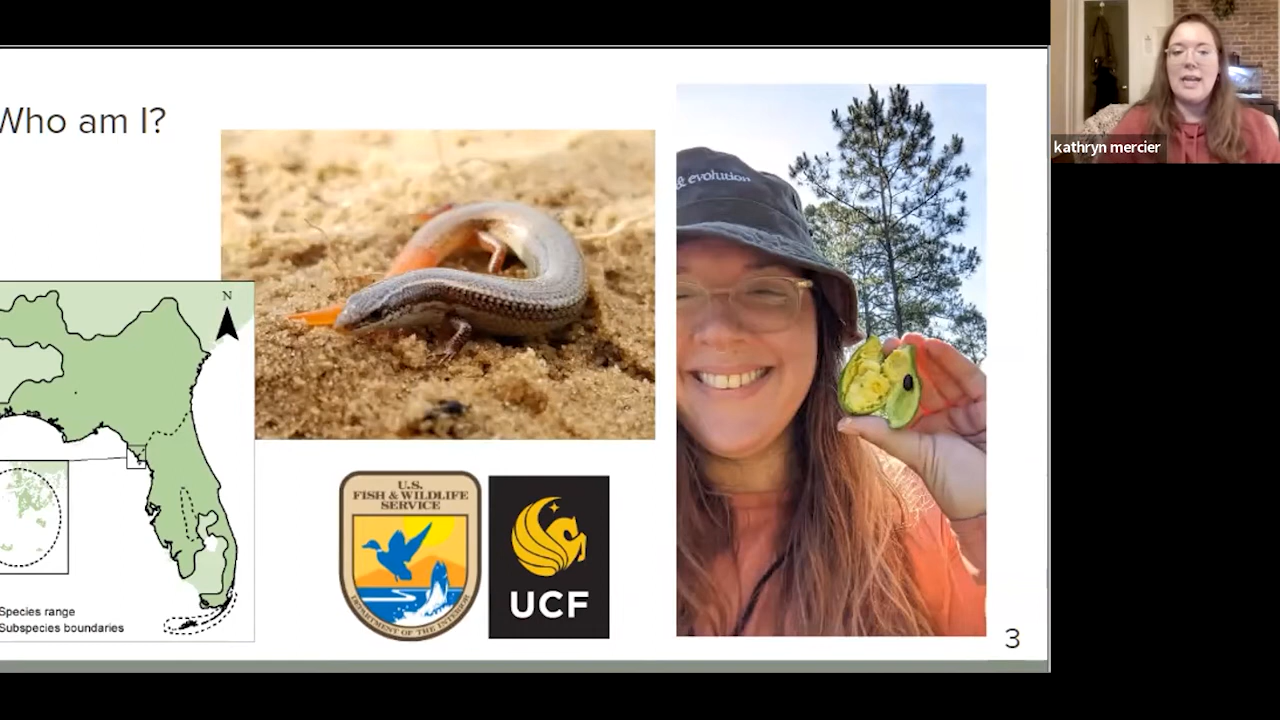 Who am I?
& evolution
N
Species range
Subspecies boundaries
U.S.
FISH & WILDLIFE
SERVICE
DEPARTMENT OF THE INTERIOR
UCF
3
kathryn mercier